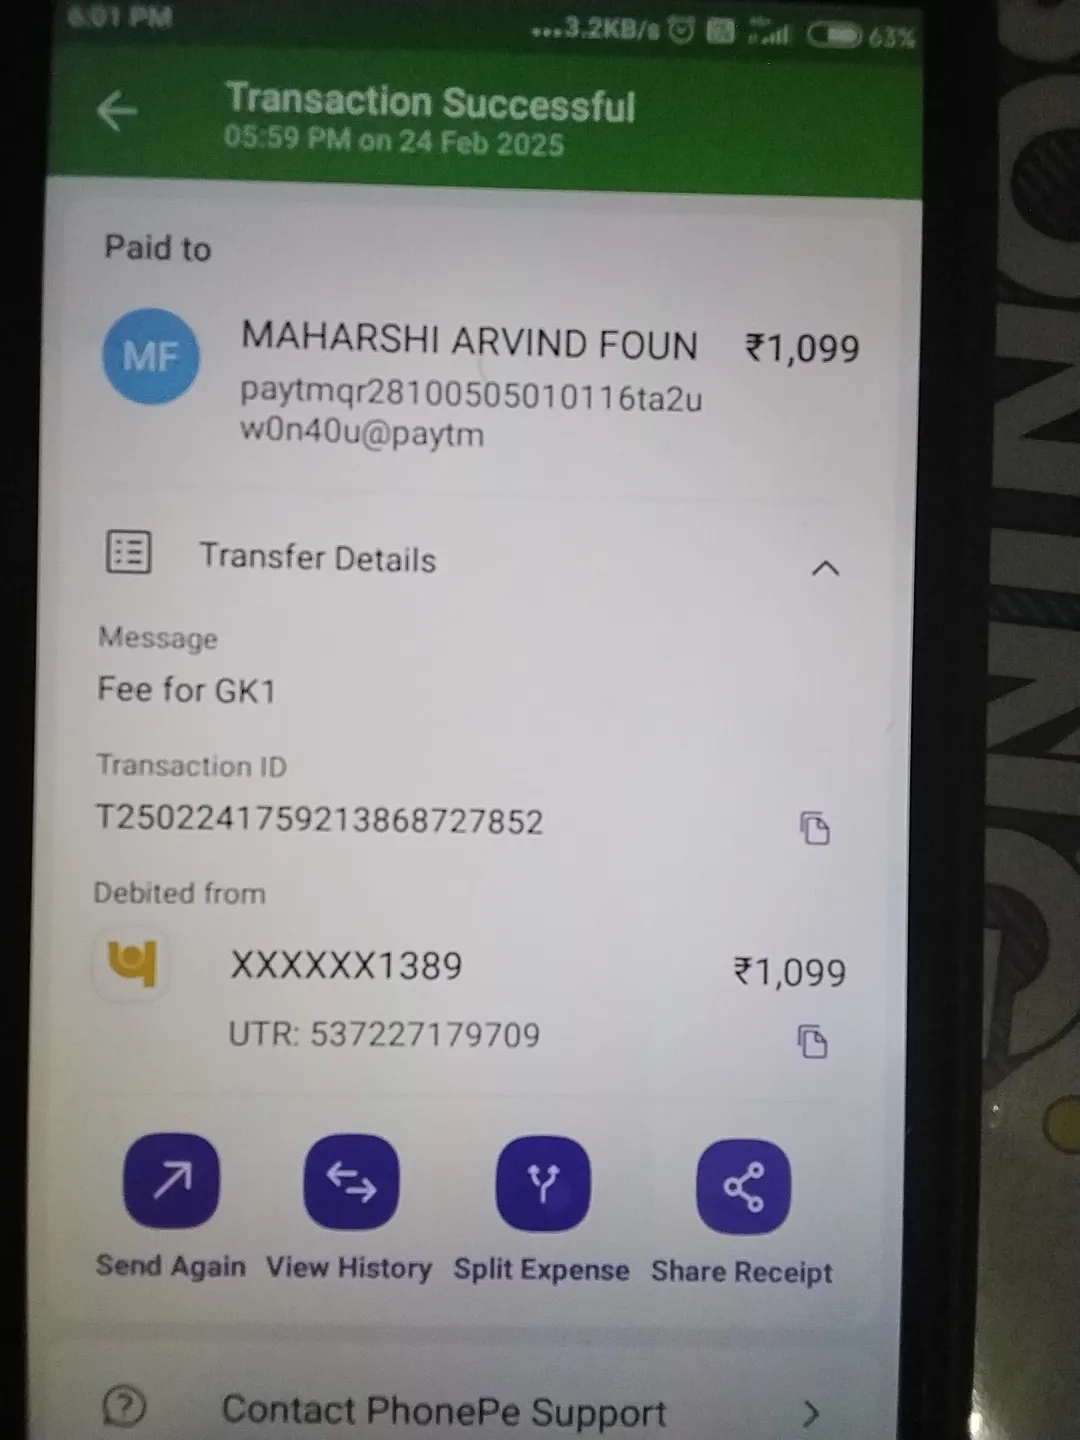 6:01 PM
...3.2KB/s 63%
Transaction Successful
05:59 PM on 24 Feb 2025
Paid to
MF
MAHARSHI ARVIND FOUN ₹1,099
paytmqr28100505010116ta2u
w0n40u@paytm
Transfer Details
Message
Fee for GK1
Transaction ID
T2502241759213868727852
Debited from
XXXXXX1389 ₹1,099
UTR: 537227179709
Send Again View History Split Expense Share Receipt
Contact PhonePe Support